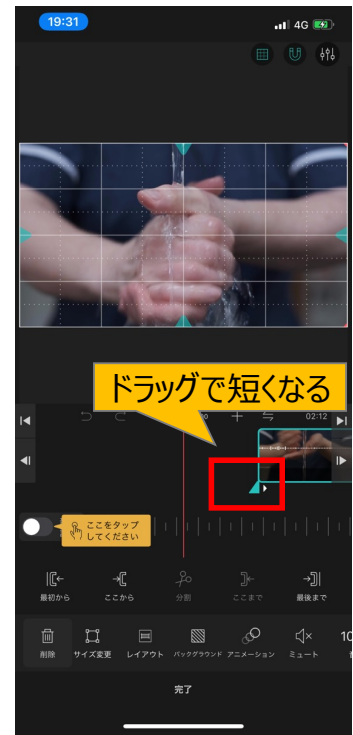 19:31
4G
ドラッグで短くなる
02:12
ここをタップ
してください
最初から
ここから
分割
ここまで
最後まで
削除
サイズ変更
レイアウト
バックグラウンド
アニメーション
ミュート
完了